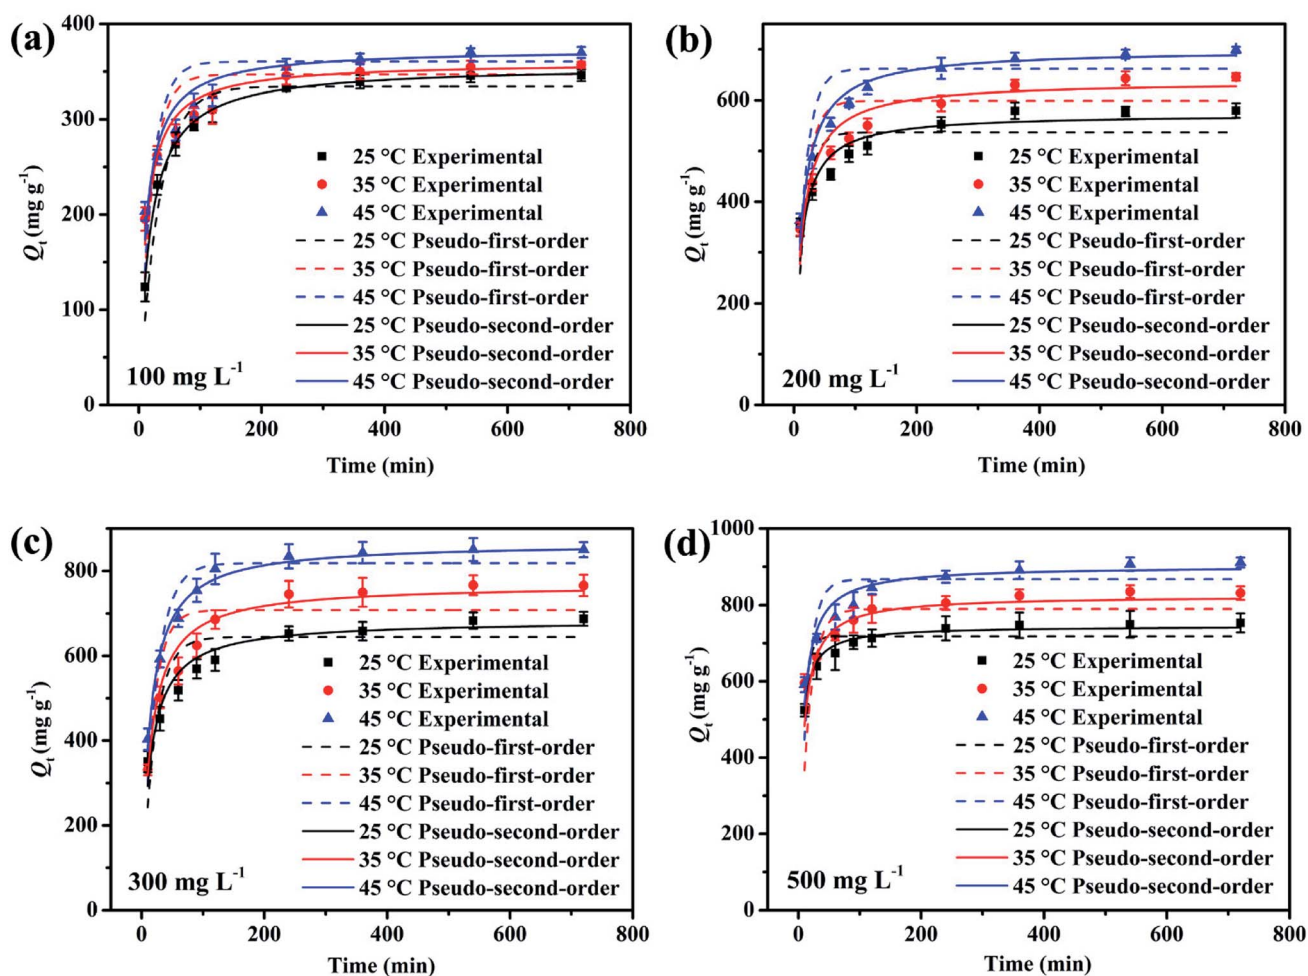 (a)
400
300
200
100
0
Qt (mg g-1)
25 °C Experimental
35 °C Experimental
45 °C Experimental
25 °C Pseudo-first-order
35 °C Pseudo-first-order
45 °C Pseudo-first-order
25 °C Pseudo-second-order
35 °C Pseudo-second-order
45 °C Pseudo-second-order
100 mg L-1
0 200 400 600 800
Time (min)
(b)
600
400
200
0
Qt (mg g-1)
25 °C Experimental
35 °C Experimental
45 °C Experimental
25 °C Pseudo-first-order
35 °C Pseudo-first-order
45 °C Pseudo-first-order
25 °C Pseudo-second-order
35 °C Pseudo-second-order
45 °C Pseudo-second-order
200 mg L-1
0 200 400 600 800
Time (min)
(c)
800
600
400
200
0
Qt (mg g-1)
25 °C Experimental
35 °C Experimental
45 °C Experimental
25 °C Pseudo-first-order
35 °C Pseudo-first-order
45 °C Pseudo-first-order
25 °C Pseudo-second-order
35 °C Pseudo-second-order
45 °C Pseudo-second-order
300 mg L-1
0 200 400 600 800
Time (min)
(d)
1000
800
600
400
200
0
Qt (mg g-1)
25 °C Experimental
35 °C Experimental
45 °C Experimental
25 °C Pseudo-first-order
35 °C Pseudo-first-order
45 °C Pseudo-first-order
25 °C Pseudo-second-order
35 °C Pseudo-second-order
45 °C Pseudo-second-order
500 mg L-1
0 200 400 600 800
Time (min)